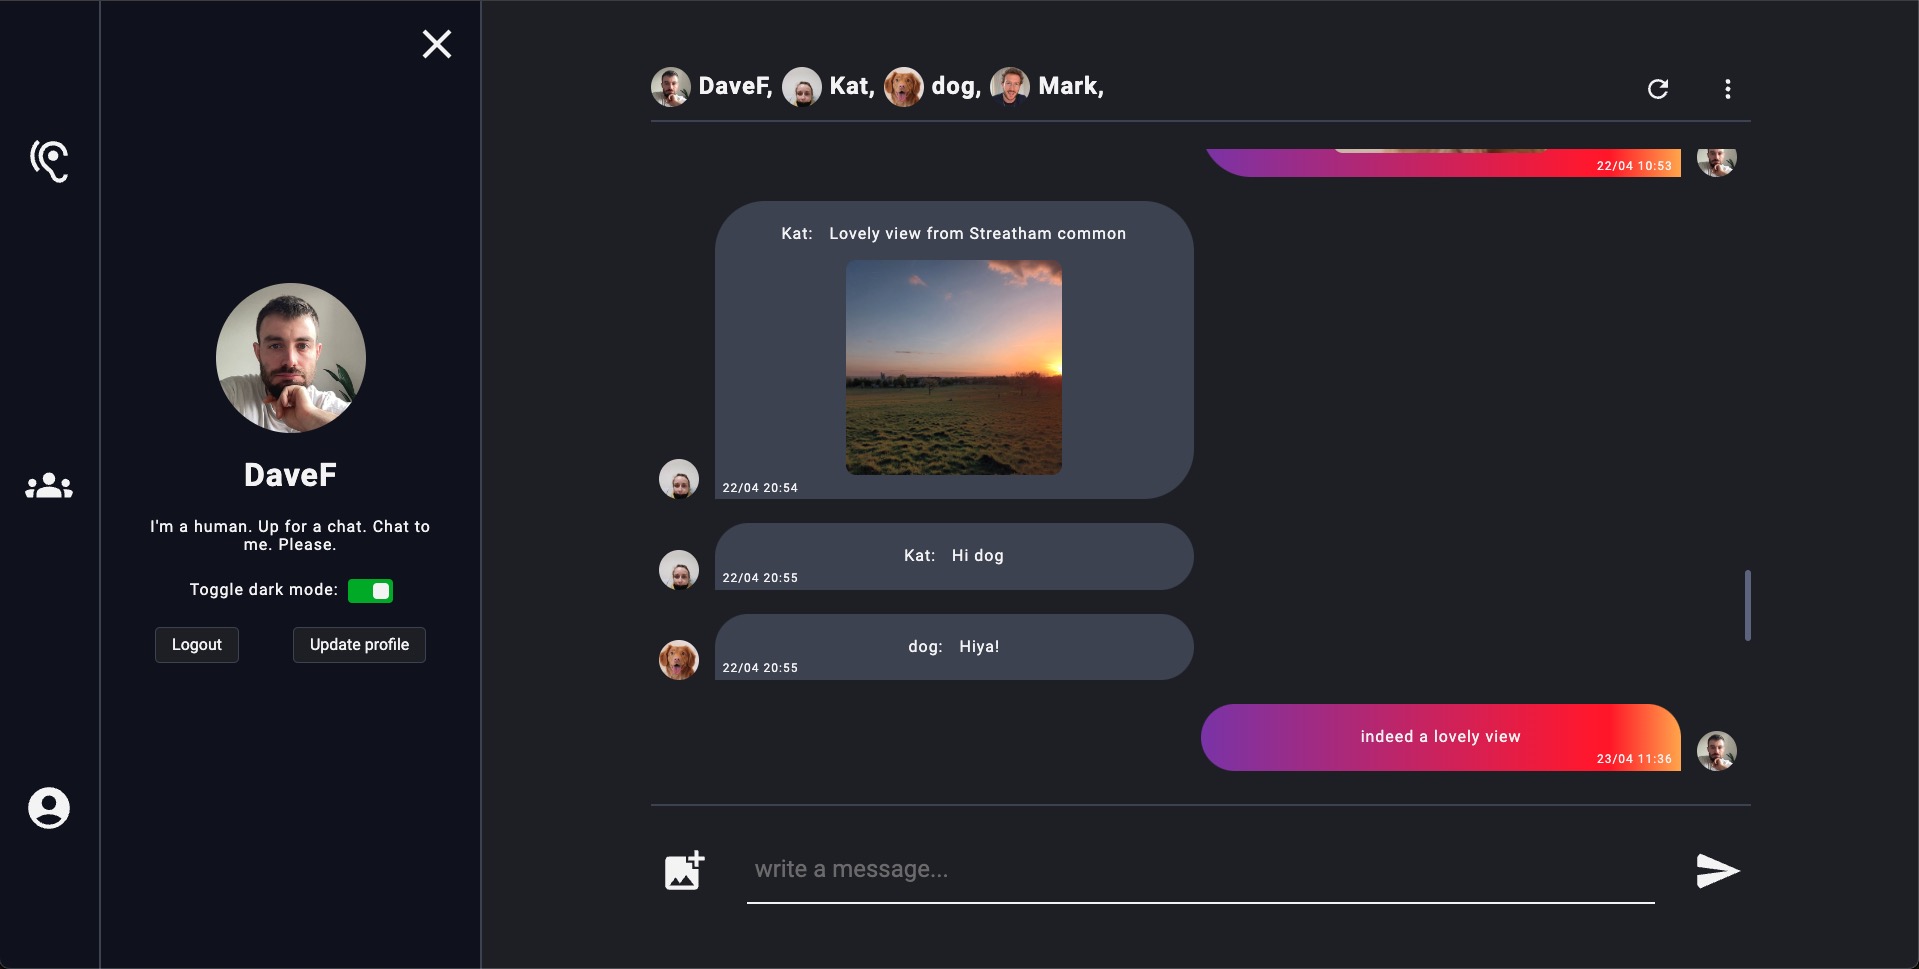 DaveF, Kat, dog, Mark,
22/04 10:53
Kat: Lovely view from Streatham common
22/04 20:54
Kat: Hi dog
22/04 20:55
dog: Hiya!
22/04 20:55
indeed a lovely view
23/04 11:36
write a message...
DaveF
I'm a human. Up for a chat. Chat to
me. Please.
Toggle dark mode:
Logout Update profile